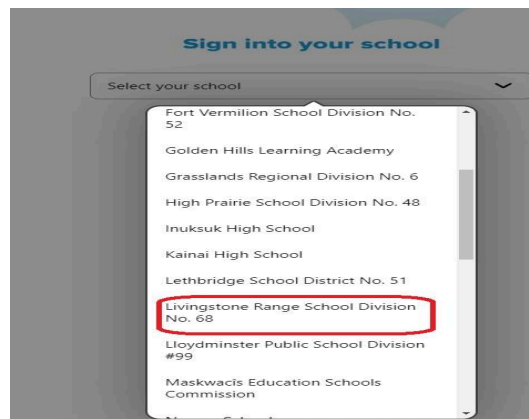 Sign into your school
Select your school
Fort Vermilion School Division No.
52
Golden Hills Learning Academy
Grasslands Regional Division No. 6
High Prairie School Division No. 48
Inuksuk High School
Kainai High School
Lethbridge School District No. 51
Livingstone Range School Division
No. 68
Lloydminster Public School Division
#99
Maskwacîs Education Schools
Commission